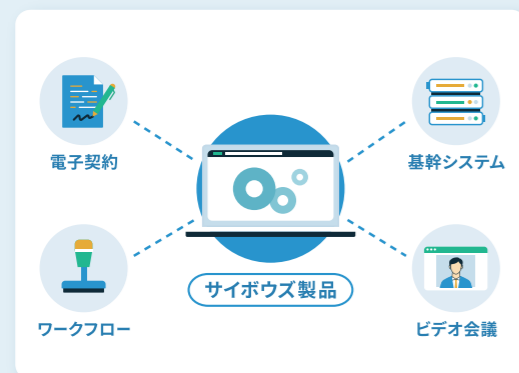 電子契約
基幹システム
サイボウズ製品
ワークフロー
ビデオ会議